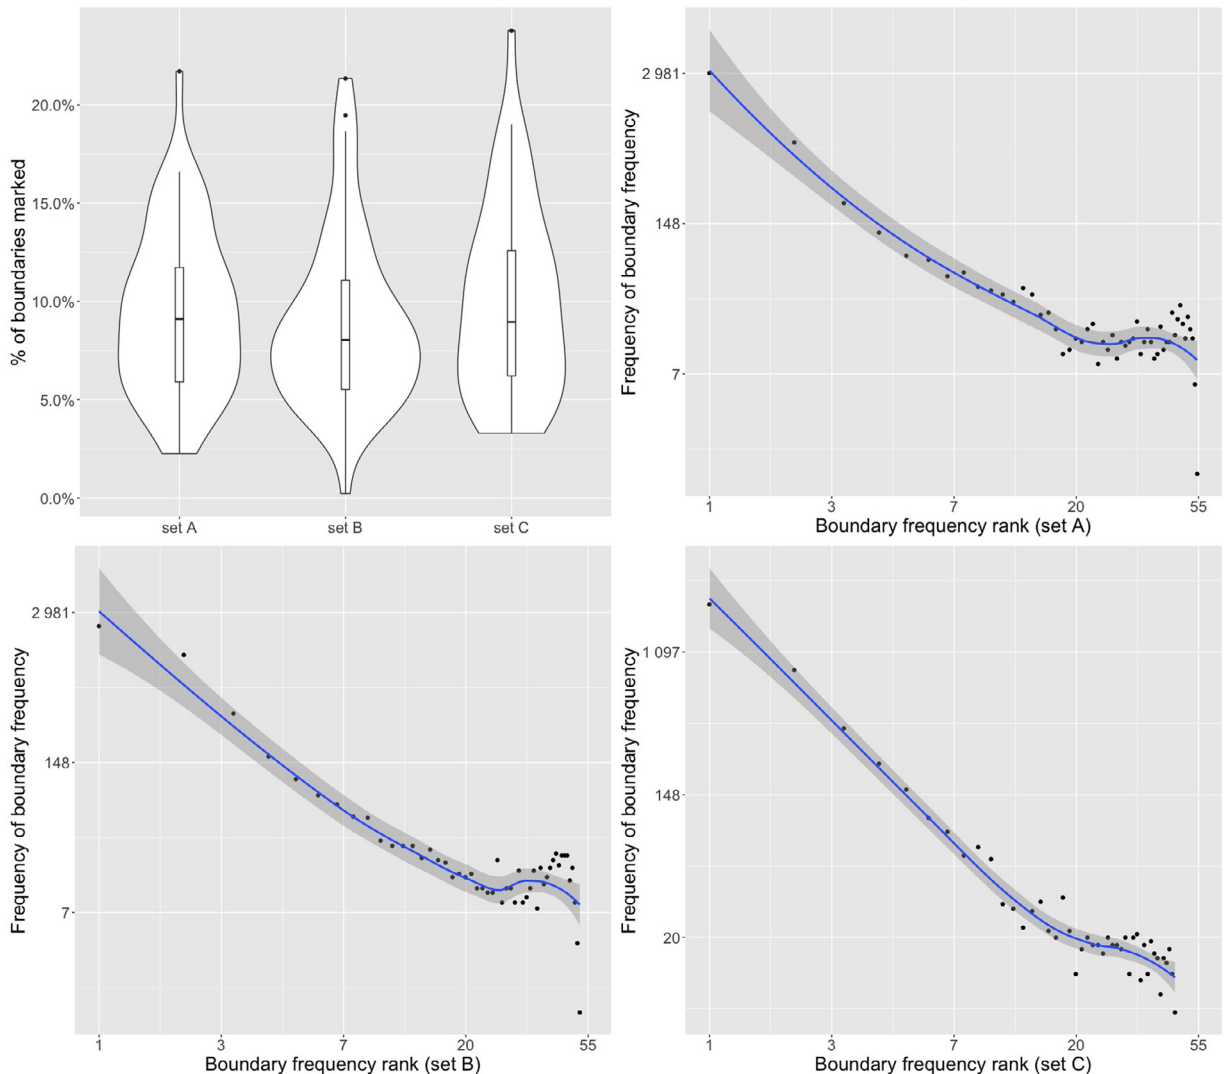 % of boundaries marked
20.0%
15.0%
10.0%
5.0%
0.0%
set A set B set C
Frequency of boundary frequency
2 981
148
7
1 3 7 20 55
Boundary frequency rank (set A)
Frequency of boundary frequency
2 981
148
7
1 3 7 20 55
Boundary frequency rank (set B)
Frequency of boundary frequency
1 097
148
20
1 3 7 20 55
Boundary frequency rank (set C)